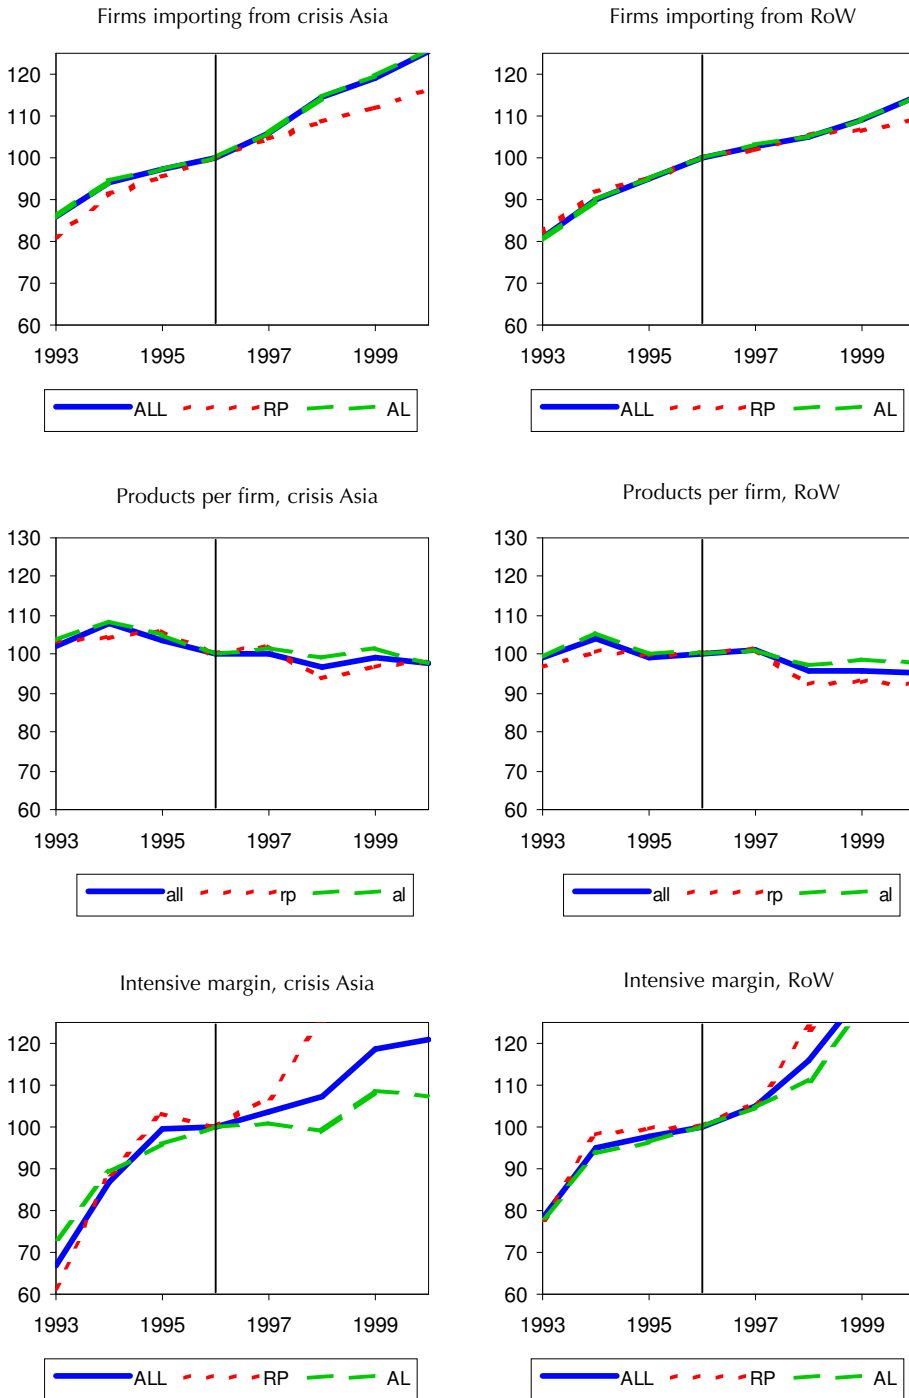 Firms importing from crisis Asia
120
110
100
90
80
70
60
1993 1995 1997 1999
ALL RP AL
Firms importing from RoW
120
110
100
90
80
70
60
1993 1995 1997 1999
ALL RP AL
Products per firm, crisis Asia
130
120
110
100
90
80
70
60
1993 1995 1997 1999
all rp al
Products per firm, RoW
130
120
110
100
90
80
70
60
1993 1995 1997 1999
all rp al
Intensive margin, crisis Asia
120
110
100
90
80
70
60
1993 1995 1997 1999
ALL RP AL
Intensive margin, RoW
120
110
100
90
80
70
60
1993 1995 1997 1999
ALL RP AL